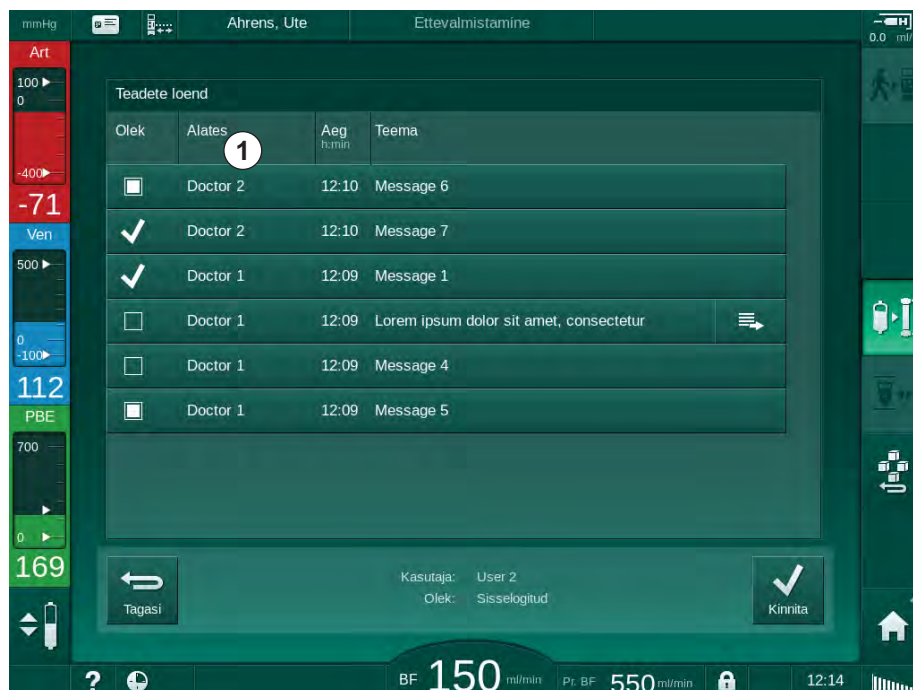 mmHg Ahrens, Ute Ettevalmistamine
0.0 ml/
Art
100
0
-400
-71
Ven
500
0
-100
112
PBE
700
0
169
Teadete loend
Olek Alates Aeg Teema
h:min
1
Doctor 2 12:10 Message 6
Doctor 2 12:10 Message 7
Doctor 1 12:09 Message 1
Doctor 1 12:09 Lorem ipsum dolor sit amet, consectetur
Doctor 1 12:09 Message 4
Doctor 1 12:09 Message 5
Kasutaja: User 2
Olek: Sisselogitud
Tagasi
Kinnita
? BF 150 ml/min Pr. BF 550 ml/min 12:14